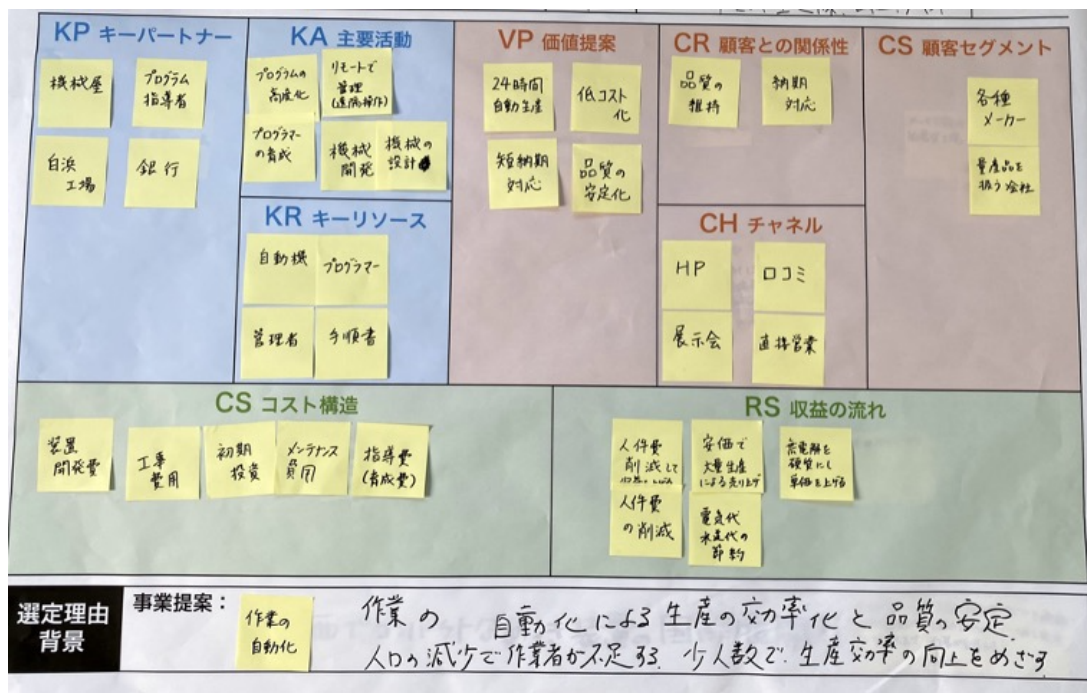 KP キーパートナー
機械屋
プログラム
指導者
自浜
工場
銀行
KA 主要活動
プログラムの
高度化
リモートで
管理
(遠隔操作)
プログラマー
の育成
機械
開発
機械の
設計
KR キーリソース
自動機
プログラマー
管理者
手順書
VP 価値提案
24時間
自動生産
低コスト
化
短納期
対応
品質の
安定化
CR 顧客との関係性
品質の
維持
納期
対応
CH チャネル
HP
口コミ
展示会
直接営業
CS 顧客セグメント
各種
メーカー
量産品を
扱う会社
CS コスト構造
装置
開発費
工事
費用
初期
投資
メンテナンス
費用
指導費
(育成費)
RS 収益の流れ
人件費
削減して
安価で
大量生産
による売り上げ
無電解を
硬質にし
単価を上げる
人件費
の削減
電気代
水道代の
節約
選定理由
背景
事業提案:
作業の
自動化
作業の 自動化による生産の効率化と品質の安定.
人口の減少で作業者が不足する. 少人数で. 生産効率の向上をめざす